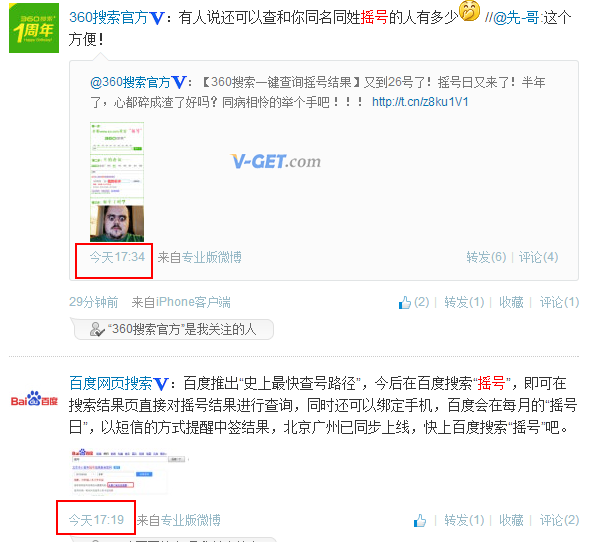 360搜索
1周年
360搜索官方V：有人说还可以查和你同名同姓摇号的人有多少 //@先-哥:这个
方便！
@360搜索官方V：【360搜索一键查询摇号结果】又到26号了！摇号日又来了！半年
了，心都碎成渣了好吗？同病相怜的举个手吧！！！ http://t.cn/z8ku1V1
V-GET.com
今天17:34 来自专业版微博 转发(6) | 评论(4)
29分钟前 来自iPhone客户端 (2) | 转发(1) | 收藏 | 评论(1)
“360搜索官方”是我关注的人
Bai百度
百度网页搜索V：百度推出“史上最快查号路径”，今后在百度搜索“摇号”，即可在
搜索结果页直接对摇号结果进行查询，同时还可以绑定手机，百度会在每月的“摇号
日”，以短信的方式提醒中签结果，北京广州已同步上线，快上百度搜索“摇号”吧。
今天17:19 来自专业版微博 | 转发(1) | 收藏 | 评论(2)